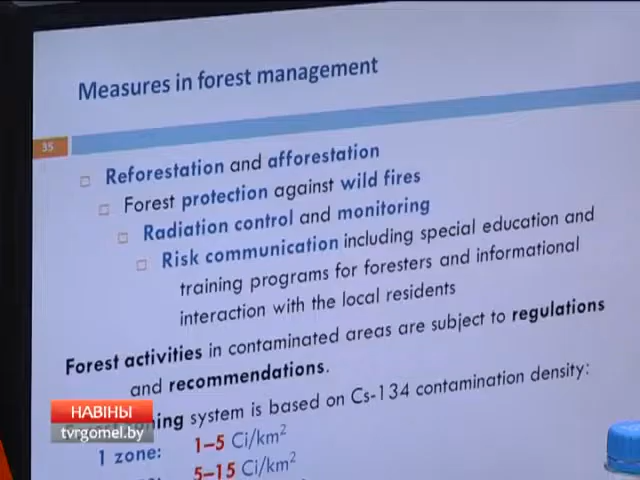 Measures in forest management
35
Reforestation and afforestation
Forest protection against wild fires
Radiation control and monitoring
Risk communication including special education and
training programs for foresters and informational
interaction with the local residents
Forest activities in contaminated areas are subject to regulations
and recommendations.
system is based on Cs-134 contamination density:
НАВІНЫ
tvrgomel.by
1 zone: 1–5 Ci/km²
5–15 Ci/km²